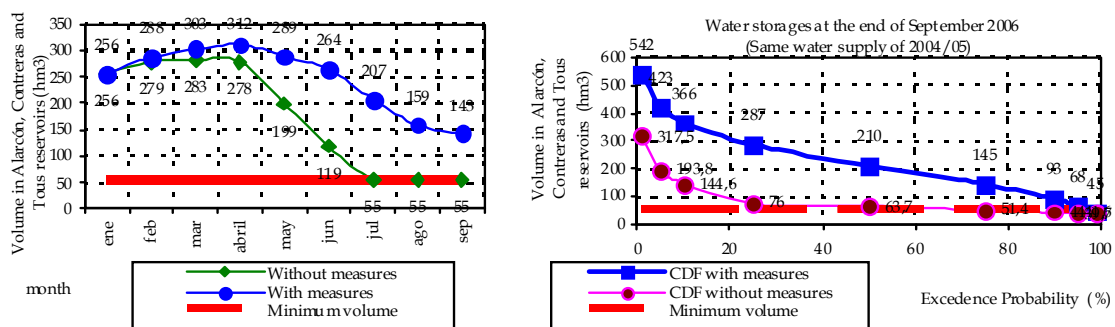 Volume in Alarcón, Contreras and
Tous reservoirs (hm3)
350
300
250
200
150
100
50
0
256
288
303
312
289
264
207
159
143
256
279
283
278
199
119
55
55
55
ene
feb
mar
abril
may
jun
jul
ago
sep
month
Without measures
With measures
Minimum volume
Water storages at the end of September 2006
(Same water supply of 2004/05)
Volume in Alarcón,
Contreras and Tous
reservoirs (hm3)
600
500
400
300
200
100
0
542
423
366
287
210
145
93
68
45
317,5
193,8
144,6
76
63,7
51,4
0
20
40
60
80
100
CDF with measures
CDF without measures
Minimum volume
Excedence Probability (%)